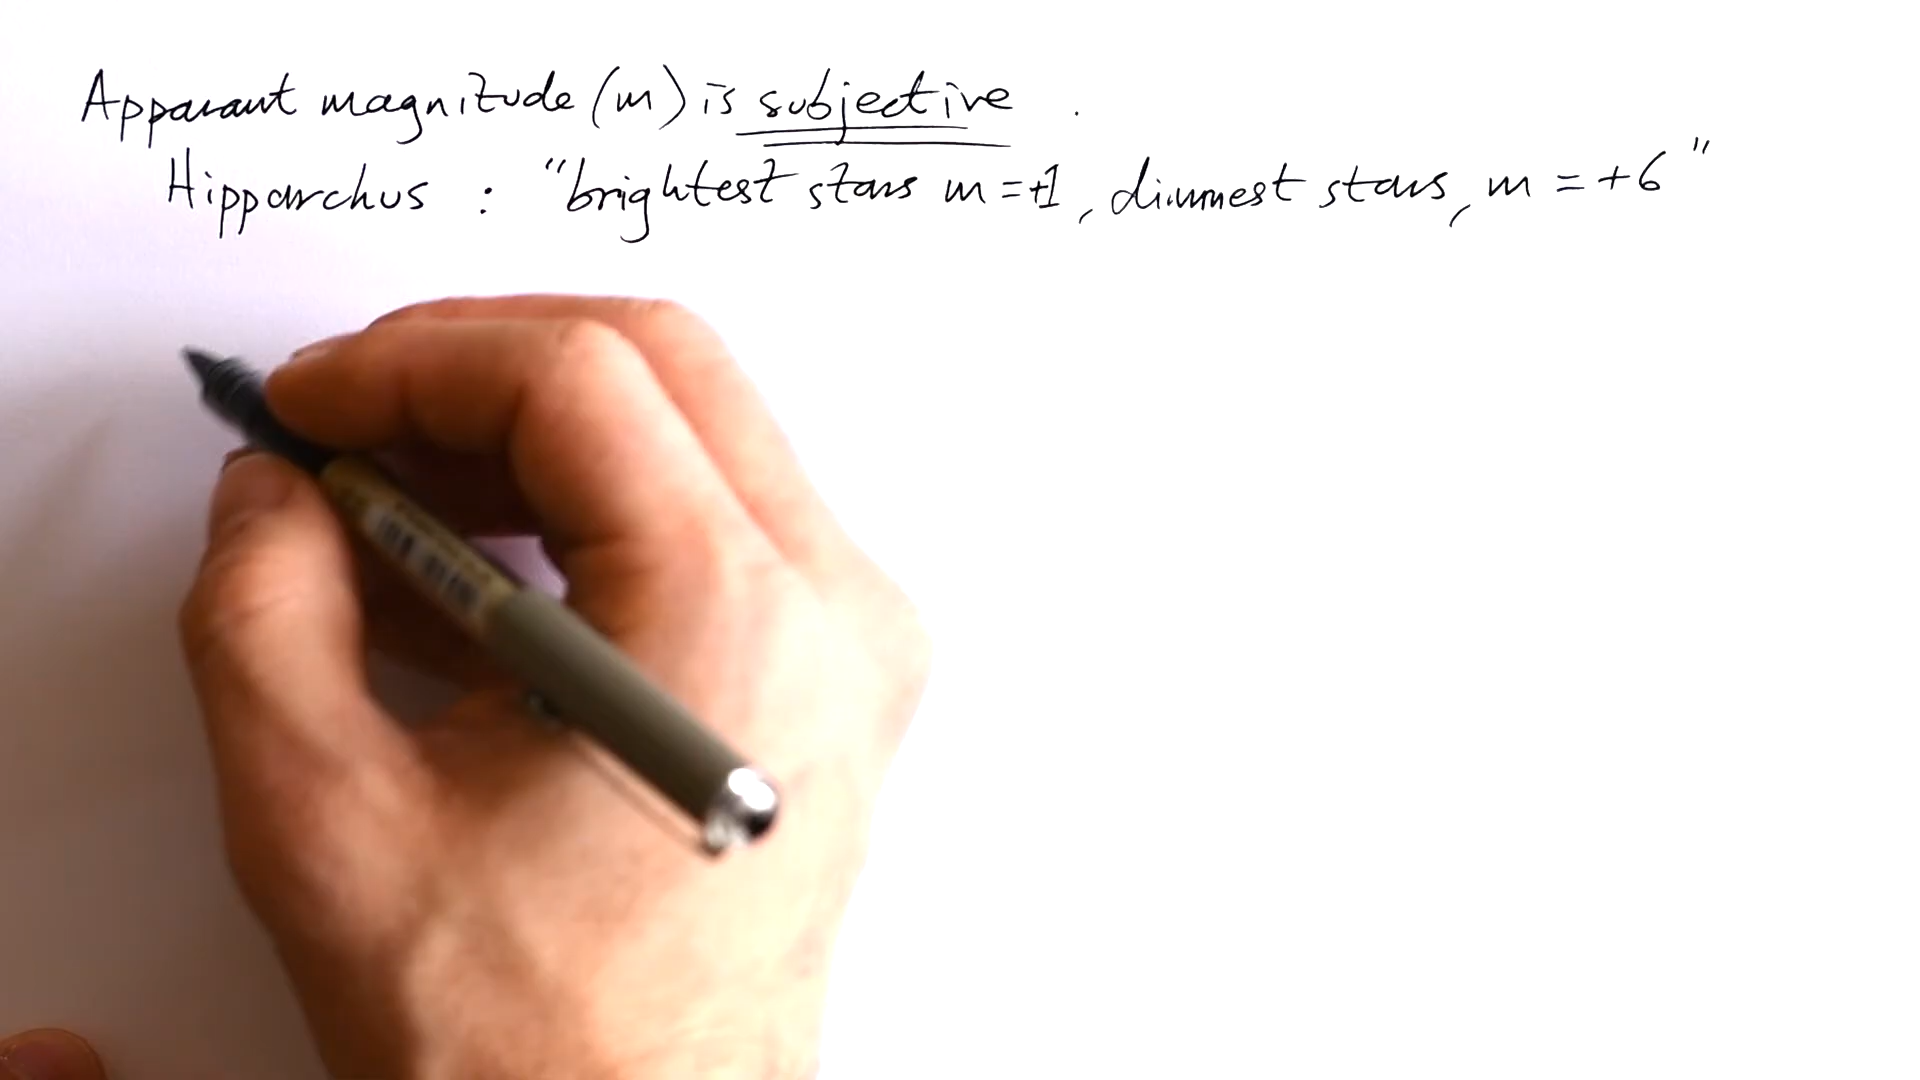 Apparant magnitude (m) is subjective .
Hipparchus : "brightest stars m = +1, dimmest stars, m = +6"